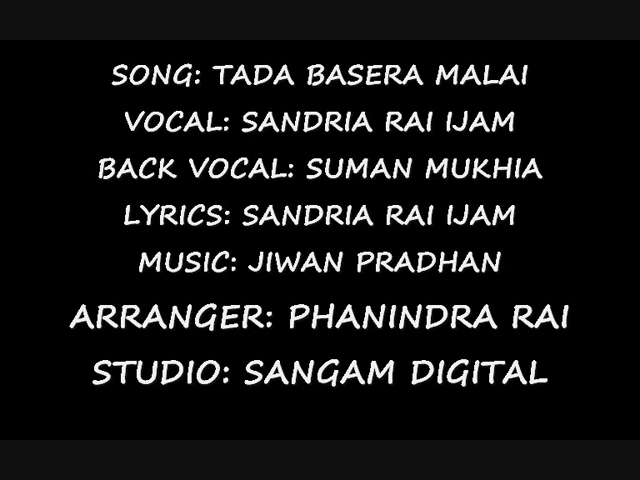 SONG: TADA BASERA MALAI
VOCAL: SANDRIA RAI IJAM
BACK VOCAL: SUMAN MUKHIA
LYRICS: SANDRIA RAI IJAM
MUSIC: JIWAN PRADHAN
ARRANGER: PHANINDRA RAI
STUDIO: SANGAM DIGITAL